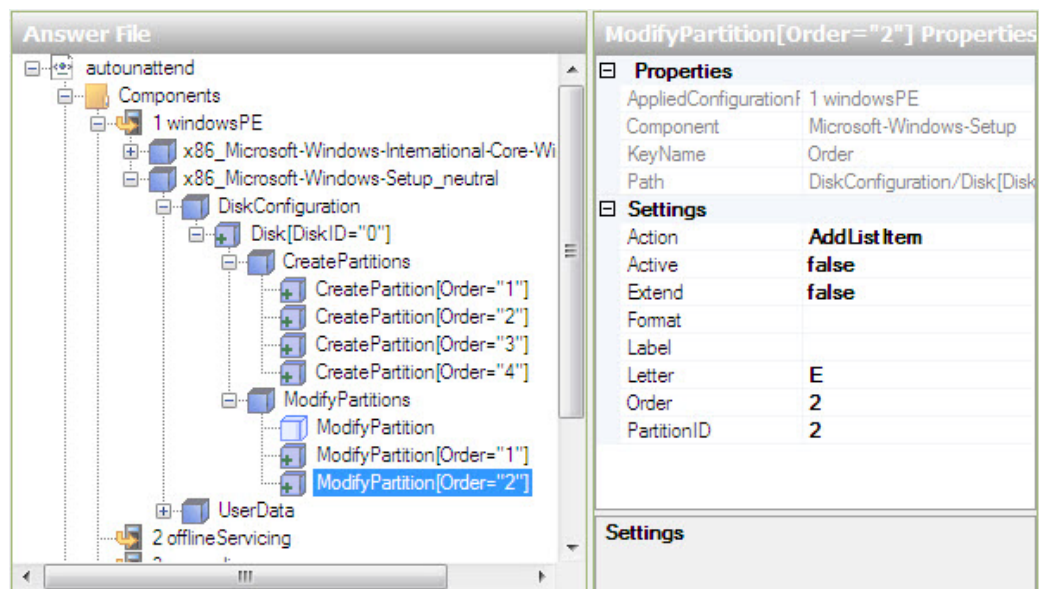 Answer File
autounattend
Components
1 windowsPE
x86_Microsoft-Windows-International-Core-Wi
x86_Microsoft-Windows-Setup_neutral
DiskConfiguration
Disk[DiskID="0"]
CreatePartitions
CreatePartition[Order="1"]
CreatePartition[Order="2"]
CreatePartition[Order="3"]
CreatePartition[Order="4"]
ModifyPartitions
ModifyPartition
ModifyPartition[Order="1"]
ModifyPartition[Order="2"]
UserData
2 offlineServicing
ModifyPartition[Order="2"] Properties
Properties
AppliedConfigurationF 1 windowsPE
Component Microsoft-Windows-Setup
KeyName Order
Path DiskConfiguration/Disk[Disk
Settings
Action AddListItem
Active false
Extend false
Format
Label
Letter E
Order 2
PartitionID 2
Settings